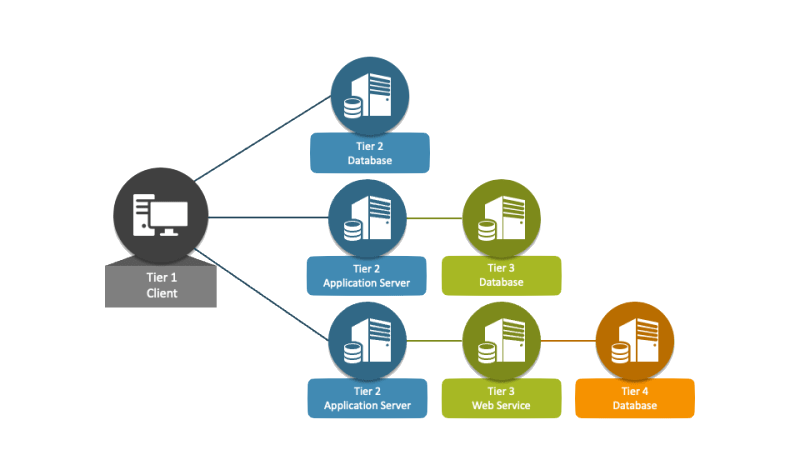 Tier 2
Database
Tier 1
Client
Tier 2
Application Server
Tier 3
Database
Tier 2
Application Server
Tier 3
Web Service
Tier 4
Database